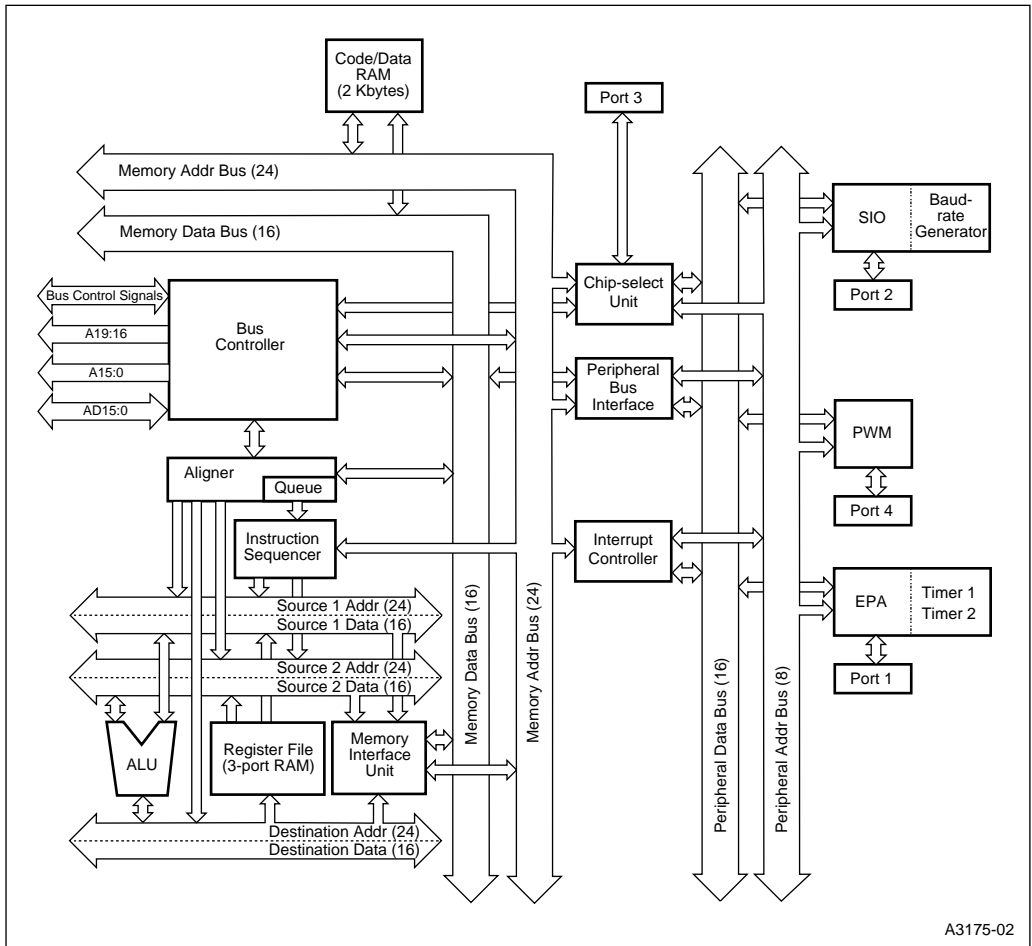 Code/Data
RAM
(2 Kbytes)
Port 3
Memory Addr Bus (24)
Memory Data Bus (16)
SIO
Baud-
rate
Generator
Port 2
Bus Control Signals
A19:16
A15:0
AD15:0
Bus
Controller
Chip-select
Unit
Peripheral
Bus
Interface
PWM
Port 4
Aligner
Queue
Instruction
Sequencer
Interrupt
Controller
Source 1 Addr (24)
Source 1 Data (16)
Source 2 Addr (24)
Source 2 Data (16)
EPA
Timer 1
Timer 2
Port 1
Memory Data Bus (16)
Memory Addr Bus (24)
Peripheral Data Bus (16)
Peripheral Addr Bus (8)
ALU
Register File
(3-port RAM)
Memory
Interface
Unit
Destination Addr (24)
Destination Data (16)
A3175-02